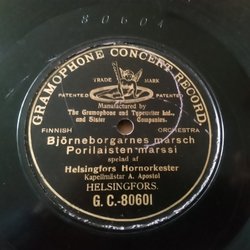 80604
GRAMOPHONE CONCERT RECORD.
TRADE MARK
PATENTED. PATENTED.
Manufactured by
The Gramophone and Typewriter Ltd.,
and Sister Companies.
FINNISH ORCHESTRA
Björneborgarnes marsch
Porilaisten marssi
spelad af
Helsingfors Hornorkester
Kapellmästar A. Apostol
HELSINGFORS.
G.C.-80601